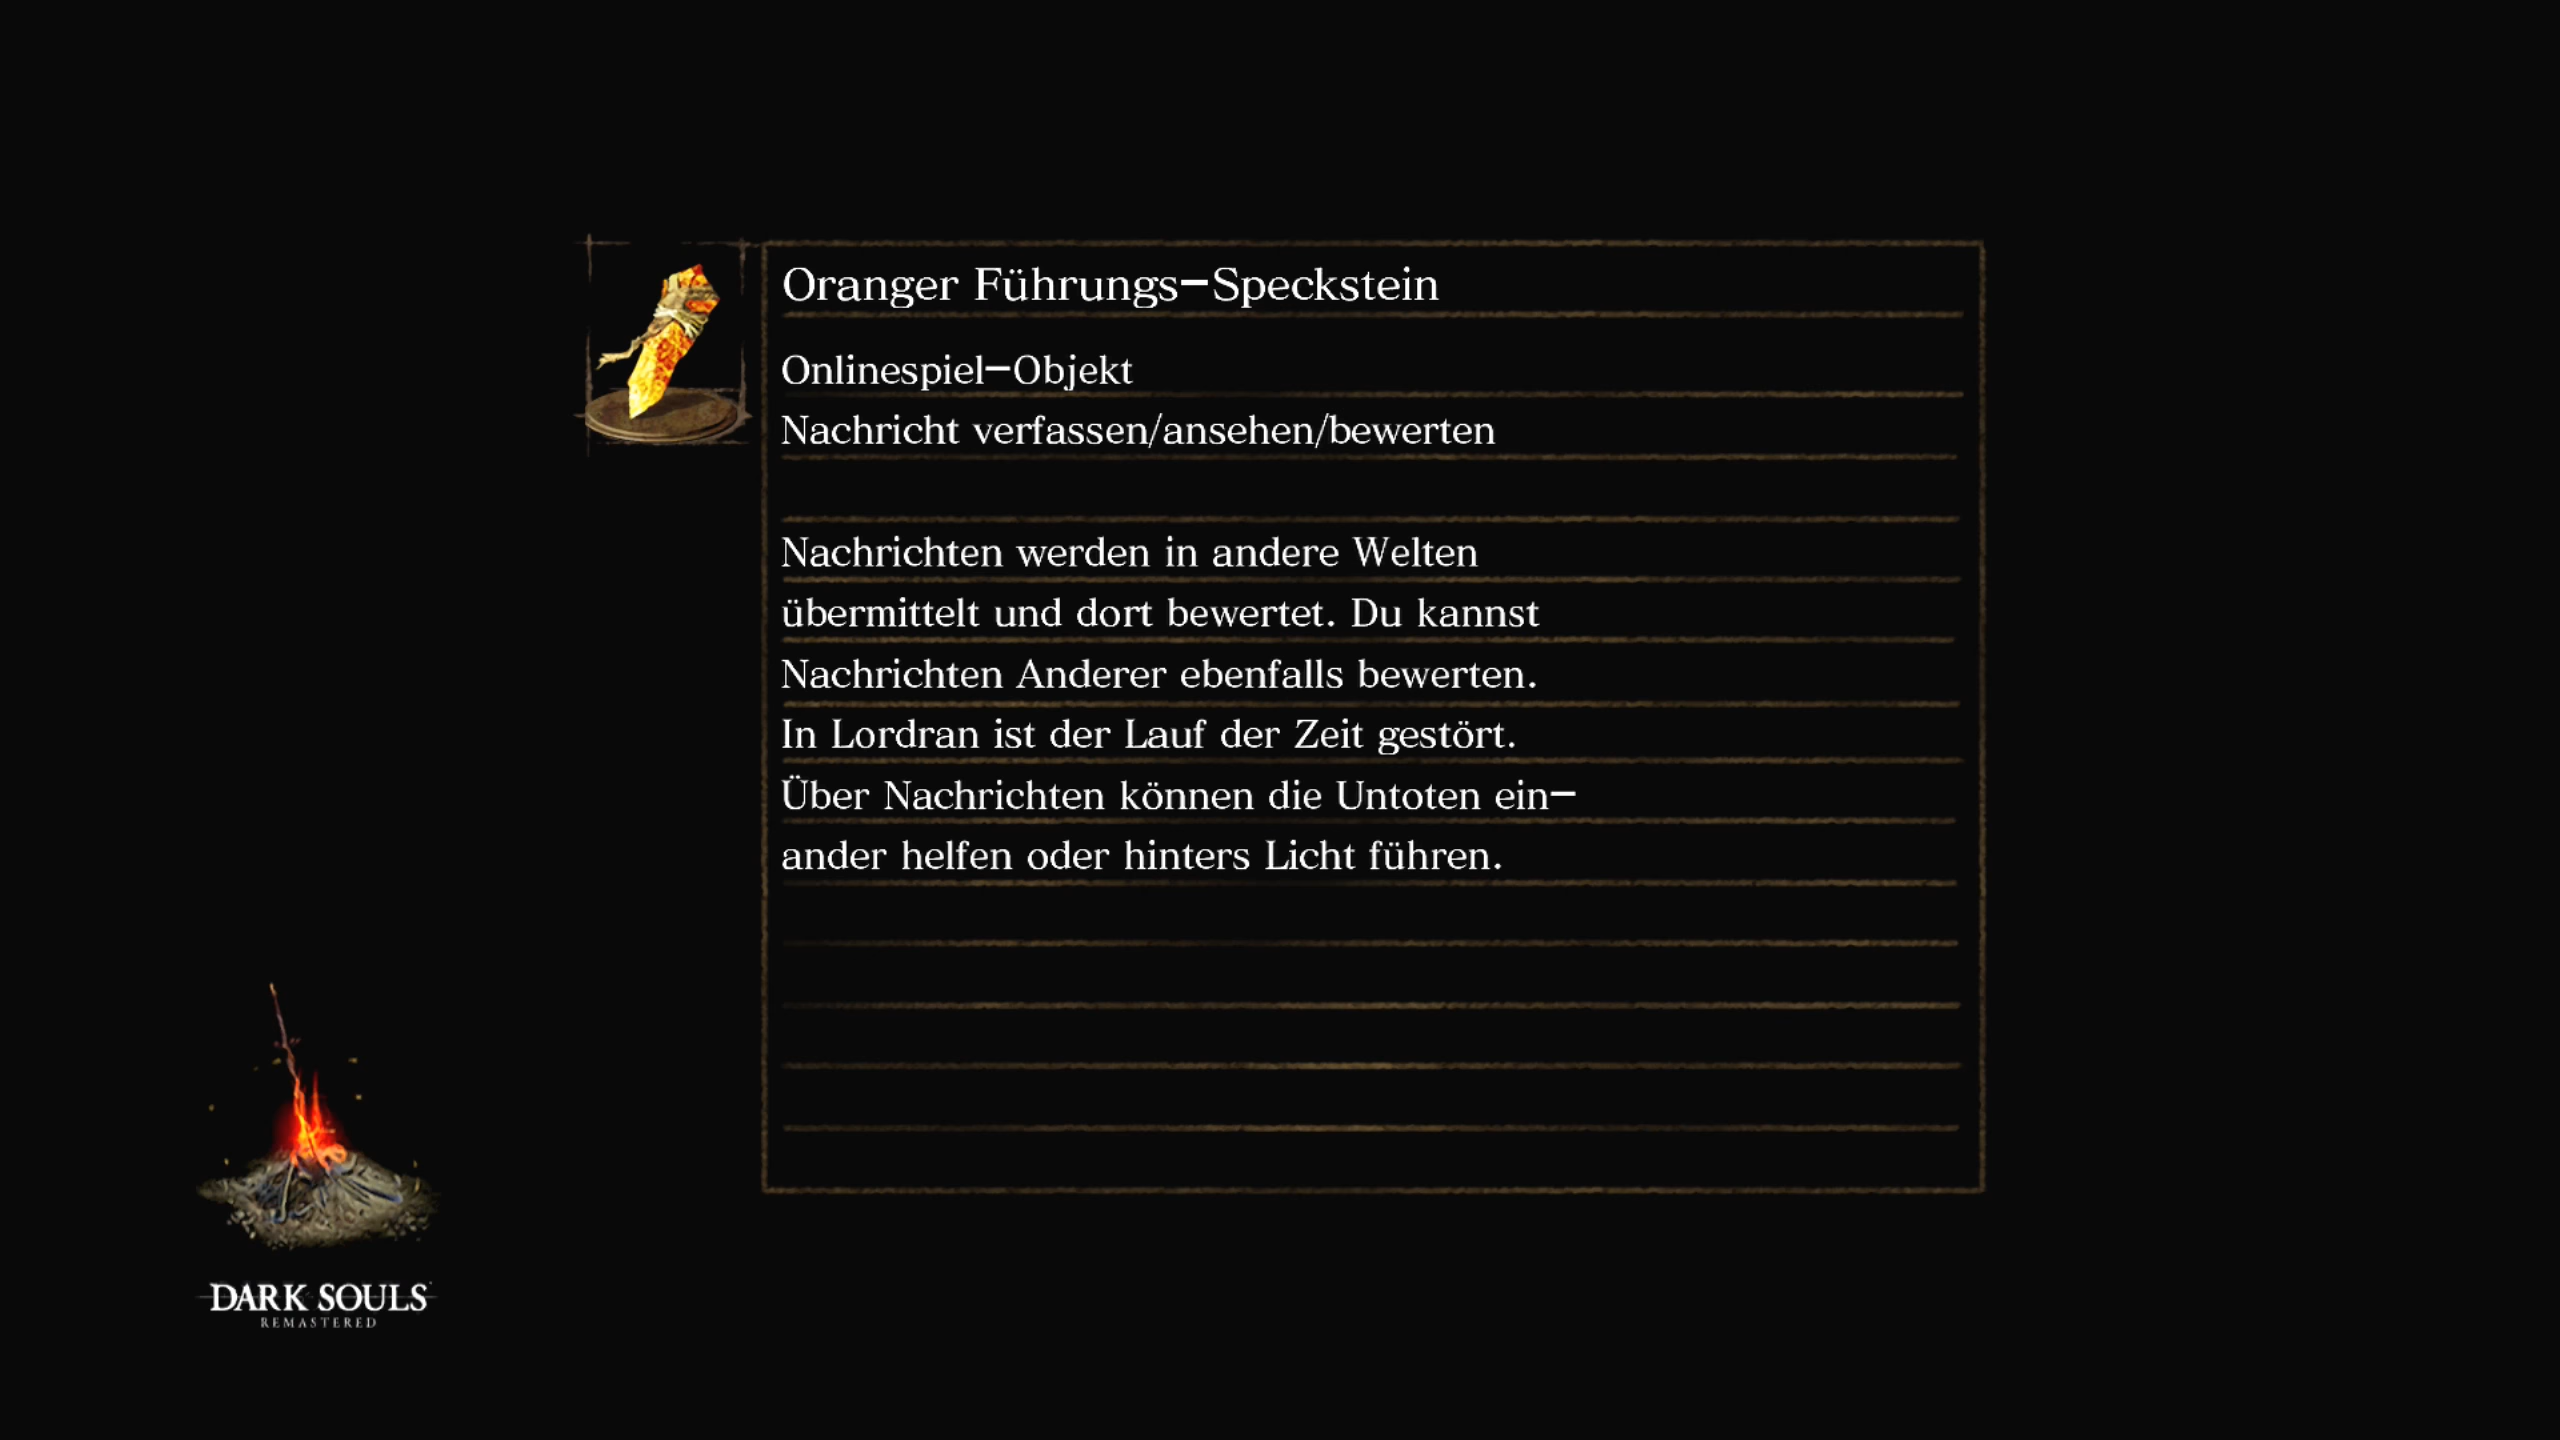 Oranger Führungs-Speckstein
Onlinespiel-Objekt
Nachricht verfassen/ansehen/bewerten
Nachrichten werden in andere Welten
übermittelt und dort bewertet. Du kannst
Nachrichten Anderer ebenfalls bewerten.
In Lordran ist der Lauf der Zeit gestört.
Über Nachrichten können die Untoten ein-
ander helfen oder hinters Licht führen.
DARK SOULS
REMASTERED